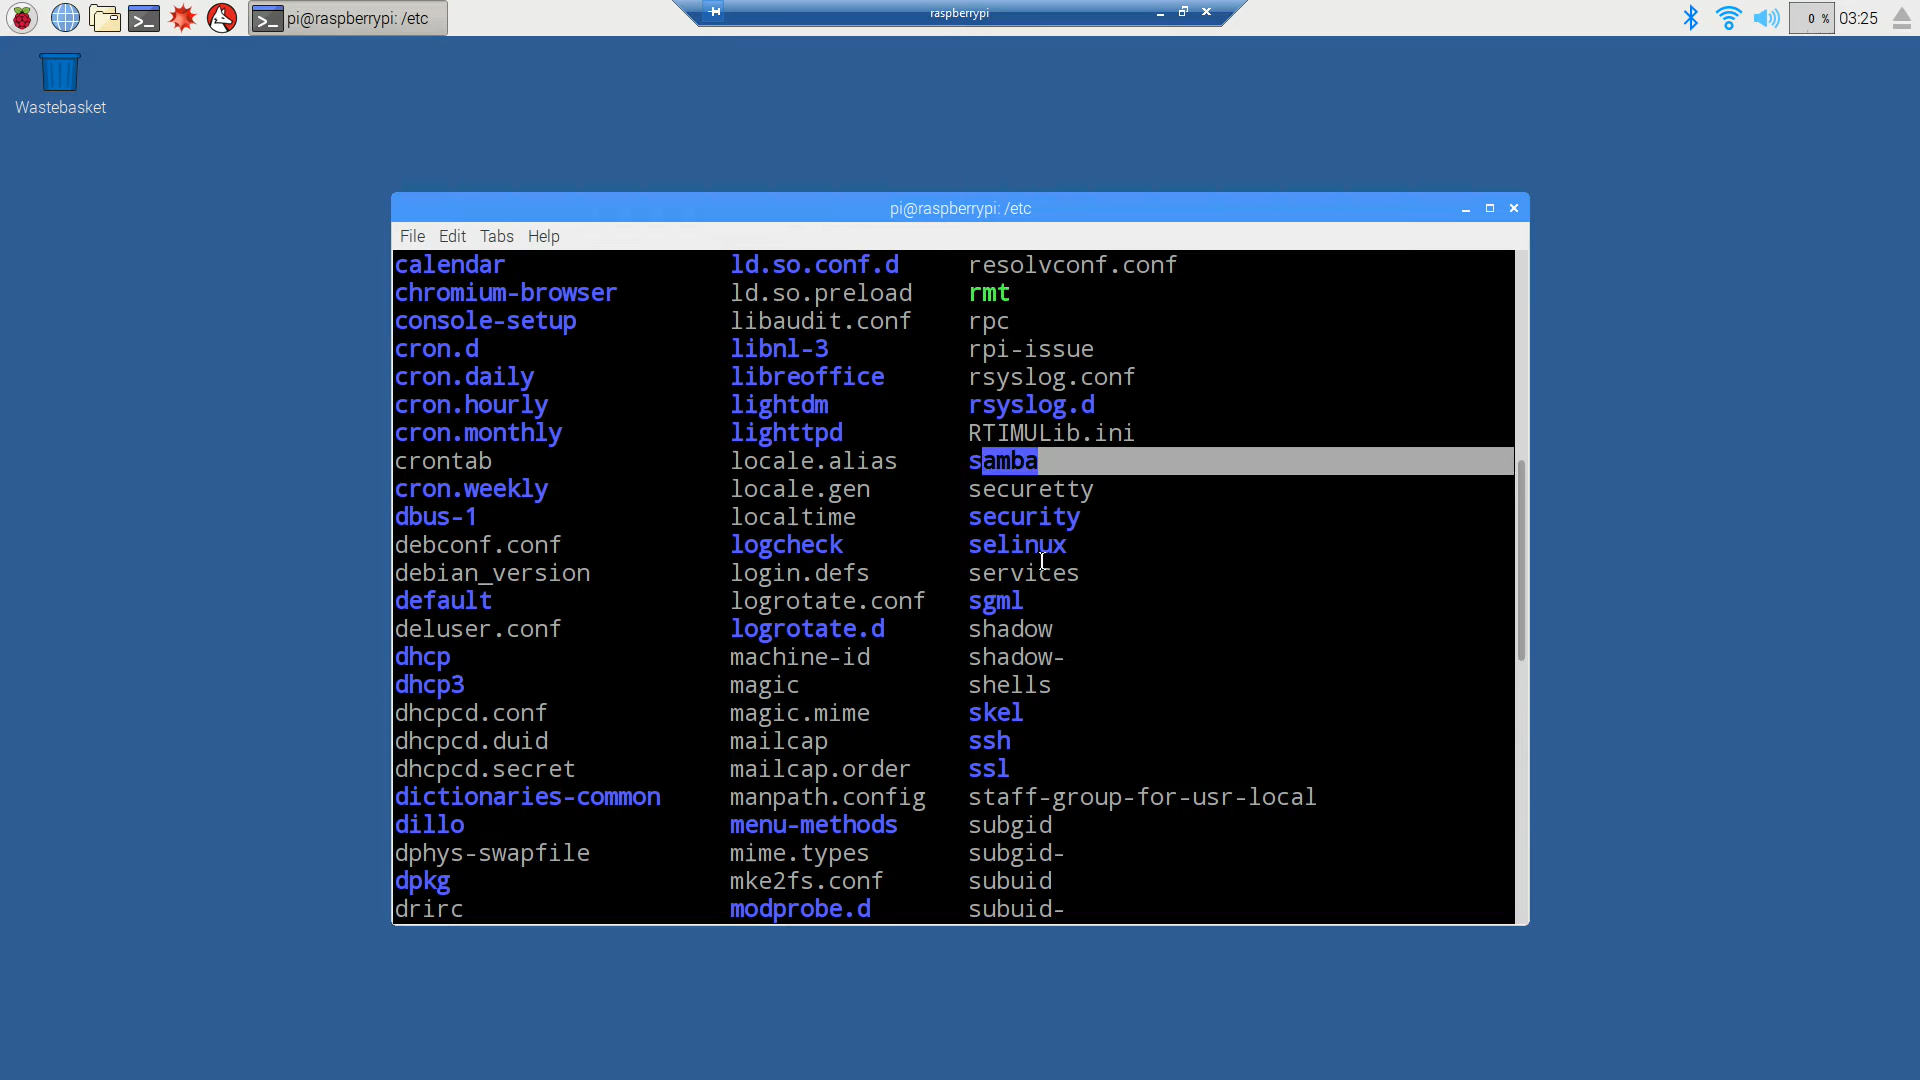 pi@raspberrypi: /etc
raspberrypi
0 %
03:25
Wastebasket
pi@raspberrypi: /etc
File Edit Tabs Help
calendar ld.so.conf.d resolvconf.conf
chromium-browser ld.so.preload rmt
console-setup libaudit.conf rpc
cron.d libnl-3 rpi-issue
cron.daily libreoffice rsyslog.conf
cron.hourly lightdm rsyslog.d
cron.monthly lighttpd RTIMULib.ini
crontab locale.alias samba
cron.weekly locale.gen securetty
dbus-1 localtime security
debconf.conf logcheck selinux
debian_version login.defs services
default logrotate.conf sgml
deluser.conf logrotate.d shadow
dhcp machine-id shadow-
dhcp3 magic shells
dhcpcd.conf magic.mime skel
dhcpcd.duid mailcap ssh
dhcpcd.secret mailcap.order ssl
dictionaries-common manpath.config staff-group-for-usr-local
dillo menu-methods subgid
dphys-swapfile mime.types subgid-
dpkg mke2fs.conf subuid
drirc modprobe.d subuid-